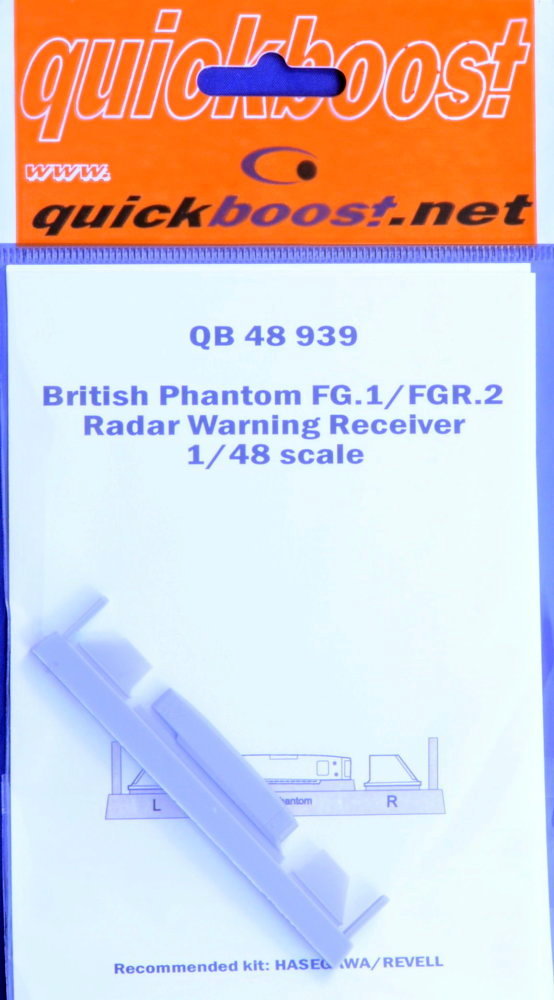 quickboost
www.
quickboost.net
QB 48 939
British Phantom FG.1/FGR.2
Radar Warning Receiver
1/48 scale
L
R
Recommended kit: HASEGAWA/REVELL